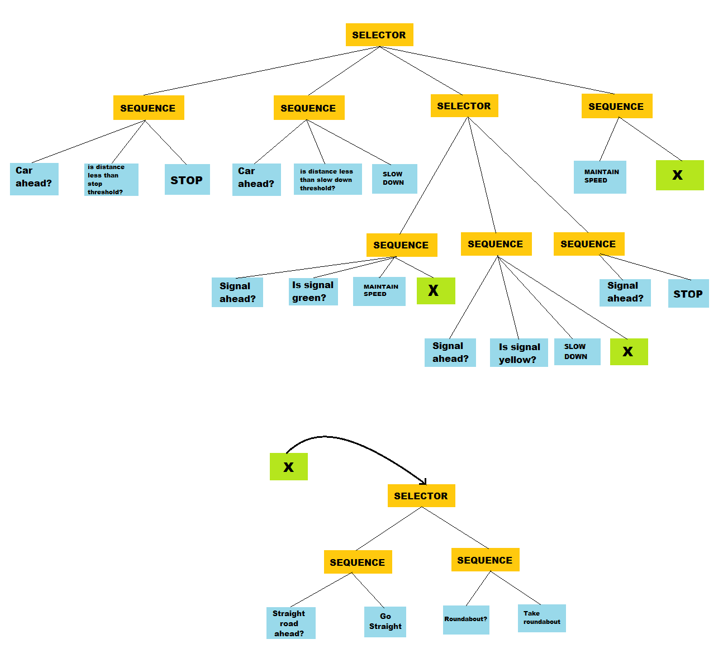 SELECTOR
SEQUENCE
SEQUENCE
SELECTOR
SEQUENCE
Car
ahead?
is distance
less than
stop
threshold?
STOP
Car
ahead?
is distance less
than slow down
threshold?
SLOW
DOWN
MAINTAIN
SPEED
X
SEQUENCE
SEQUENCE
SEQUENCE
Signal
ahead?
Is signal
green?
MAINTAIN
SPEED
X
Signal
ahead?
STOP
Signal
ahead?
Is signal
yellow?
SLOW
DOWN
X
X
SELECTOR
SEQUENCE
SEQUENCE
Straight
road
ahead?
Go
Straight
Roundabout?
Take
roundabout